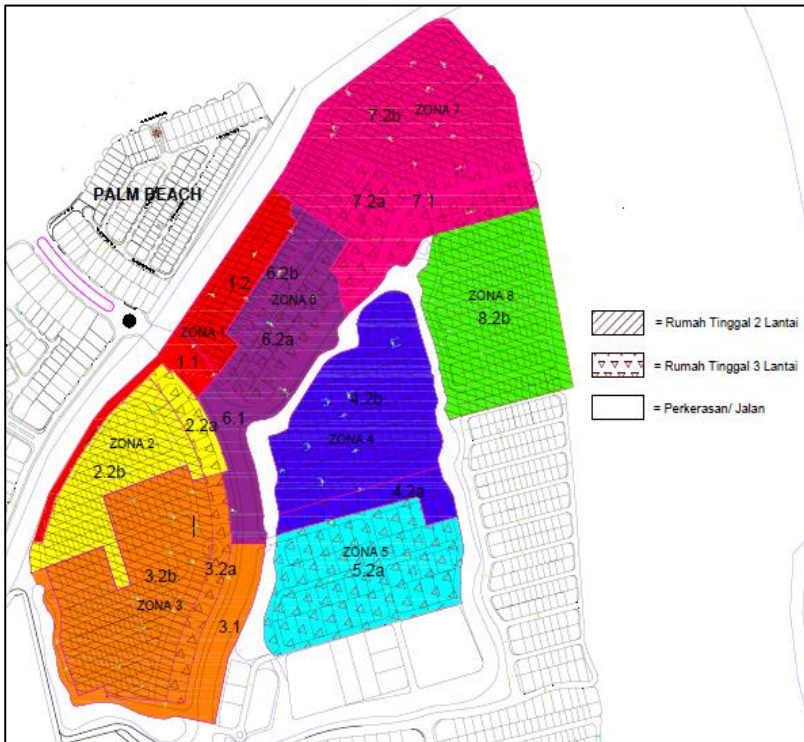 7.2b ZONA 7
PALM BEACH
7.2a
7.1
1.2
6.2b
ZONA 6
6.2a
ZONA 8
8.2b
ZONA 1
1.1
= Rumah Tinggal 2 Lantai
= Rumah Tinggal 3 Lantai
= Perkerasan/ Jalan
6.1
2.2a
ZONA 2
2.2b
4.2b
ZONA 4
4.2a
ZONA 5
5.2a
3.2b
3.2a
ZONA 3
3.1